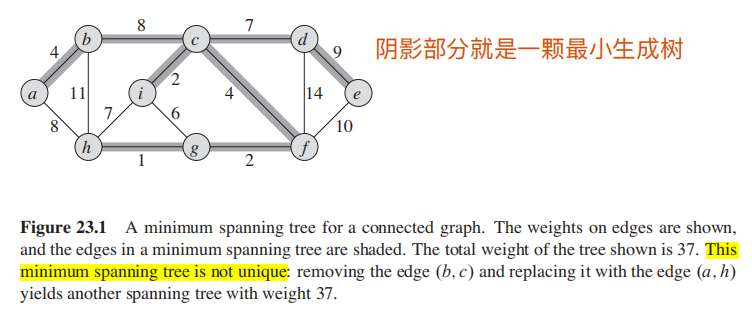 8 7
b c d
4 9
阴影部分就是一颗最小生成树
2
a 11 i 4 14 e
7 6
8 10
h g f
1 2
Figure 23.1 A minimum spanning tree for a connected graph. The weights on edges are shown,
and the edges in a minimum spanning tree are shaded. The total weight of the tree shown is 37. This
minimum spanning tree is not unique: removing the edge (b, c) and replacing it with the edge (a, h)
yields another spanning tree with weight 37.